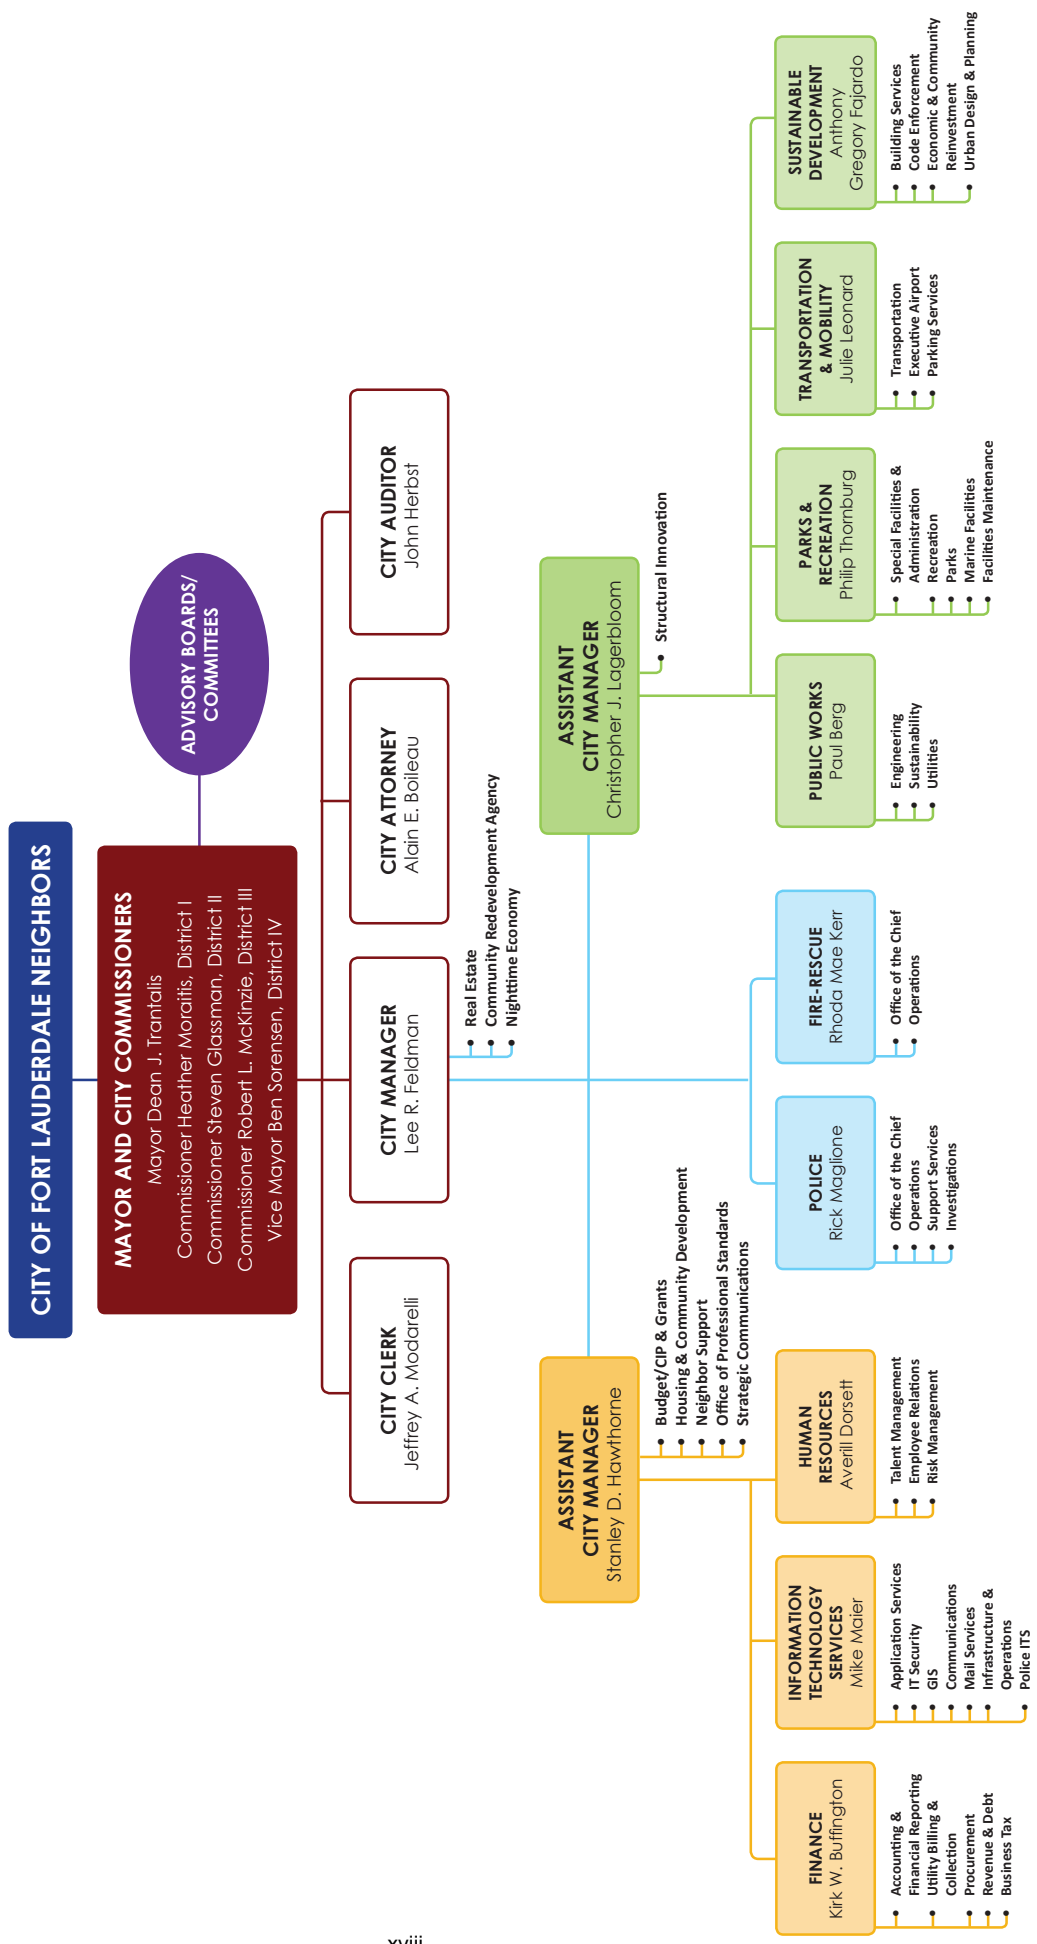 CITY OF FORT LAUDERDALE NEIGHBORS
MAYOR AND CITY COMMISSIONERS
Mayor Dean J. Trantalis
Commissioner Heather Moraitis, District I
Commissioner Steven Glassman, District II
Commissioner Robert L. McKinzie, District III
Vice Mayor Ben Sorensen, District IV
ADVISORY BOARDS/
COMMITTEES
CITY CLERK
Jeffrey A. Modarelli
CITY MANAGER
Lee R. Feldman
Real Estate
Community Redevelopment Agency
Nighttime Economy
CITY ATTORNEY
Alain E. Boileau
CITY AUDITOR
John Herbst
ASSISTANT
CITY MANAGER
Stanley D. Hawthorne
Budget/CIP & Grants
Housing & Community Development
Neighbor Support
Office of Professional Standards
Strategic Communications
ASSISTANT
CITY MANAGER
Christopher J. Lagerbloom
Structural Innovation
FINANCE
Kirk W. Buffington
Accounting &
Financial Reporting
Utility Billing &
Collection
Procurement
Revenue & Debt
Business Tax
INFORMATION
TECHNOLOGY
SERVICES
Mike Maier
Application Services
IT Security
GIS
Communications
Mail Services
Infrastructure &
Operations
Police ITS
HUMAN
RESOURCES
Averill Dorsett
Talent Management
Employee Relations
Risk Management
POLICE
Rick Maglione
Office of the Chief
Operations
Support Services
Investigations
FIRE-RESCUE
Rhoda Mae Kerr
Office of the Chief
Operations
PUBLIC WORKS
Paul Berg
Engineering
Sustainability
Utilities
PARKS &
RECREATION
Philip Thornburg
Special Facilities &
Administration
Recreation
Parks
Marine Facilities
Facilities Maintenance
TRANSPORTATION
& MOBILITY
Julie Leonard
Transportation
Executive Airport
Parking Services
SUSTAINABLE
DEVELOPMENT
Anthony
Gregory Fajardo
Building Services
Code Enforcement
Economic & Community
Reinvestment
Urban Design & Planning
xviii